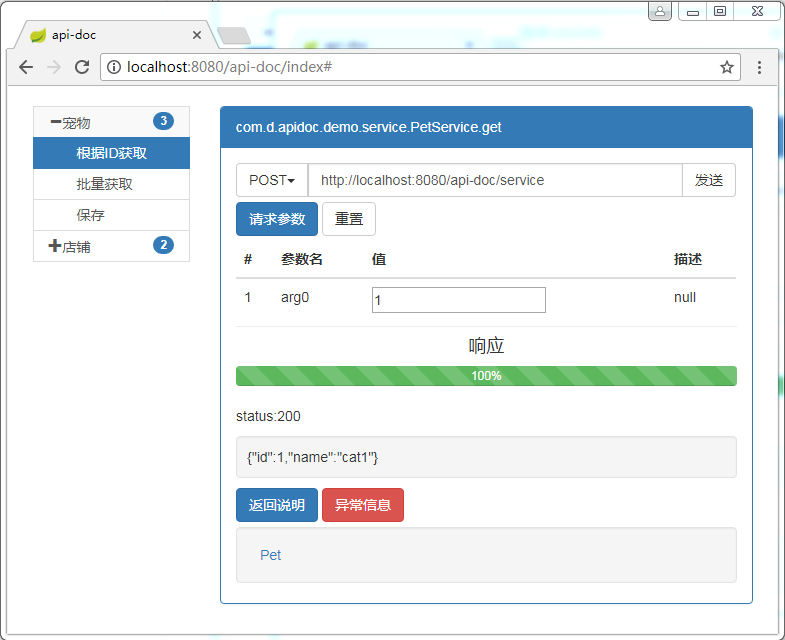 api-doc
localhost:8080/api-doc/index#
宠物 3
根据ID获取
批量获取
保存
店铺 2
com.d.apidoc.demo.service.PetService.get
POST http://localhost:8080/api-doc/service 发送
请求参数 重置
# 参数名 值 描述
1 arg0 1 null
响应
100%
status:200
{"id":1,"name":"cat1"}
返回说明 异常信息
Pet